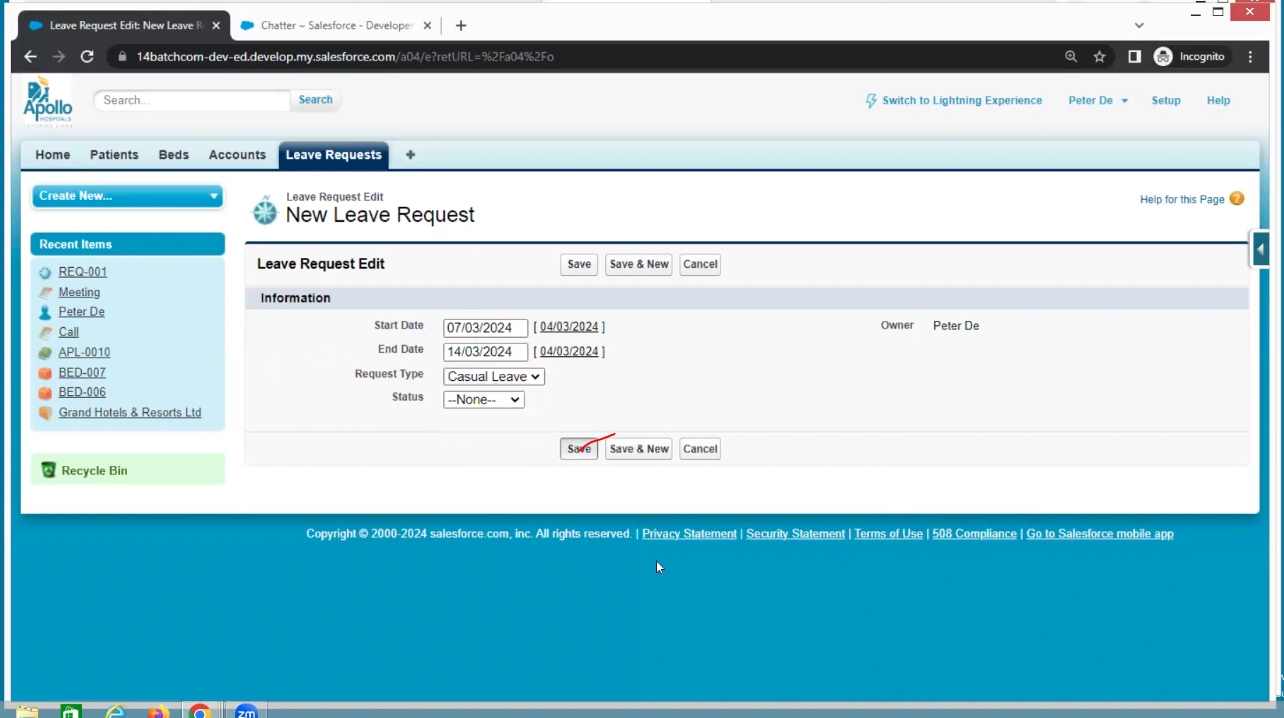 Leave Request Edit: New Leave R
Chatter ~ Salesforce - Developer
14batchcom-dev-ed.develop.my.salesforce.com/a04/e?retURL=%2Fa04%2Fo
Incognito
Apollo
HOSPITALS
Search...
Search
Switch to Lightning Experience
Peter De
Setup
Help
Home
Patients
Beds
Accounts
Leave Requests
Create New...
Leave Request Edit
New Leave Request
Help for this Page
Recent Items
REQ-001
Meeting
Peter De
Call
APL-0010
BED-007
BED-006
Grand Hotels & Resorts Ltd
Recycle Bin
Leave Request Edit
Save
Save & New
Cancel
Information
Start Date 07/03/2024 [ 04/03/2024 ]
Owner Peter De
End Date 14/03/2024 [ 04/03/2024 ]
Request Type Casual Leave
Status --None--
Save
Save & New
Cancel
Copyright © 2000-2024 salesforce.com, inc. All rights reserved. | Privacy Statement | Security Statement | Terms of Use | 508 Compliance | Go to Salesforce mobile app
zm